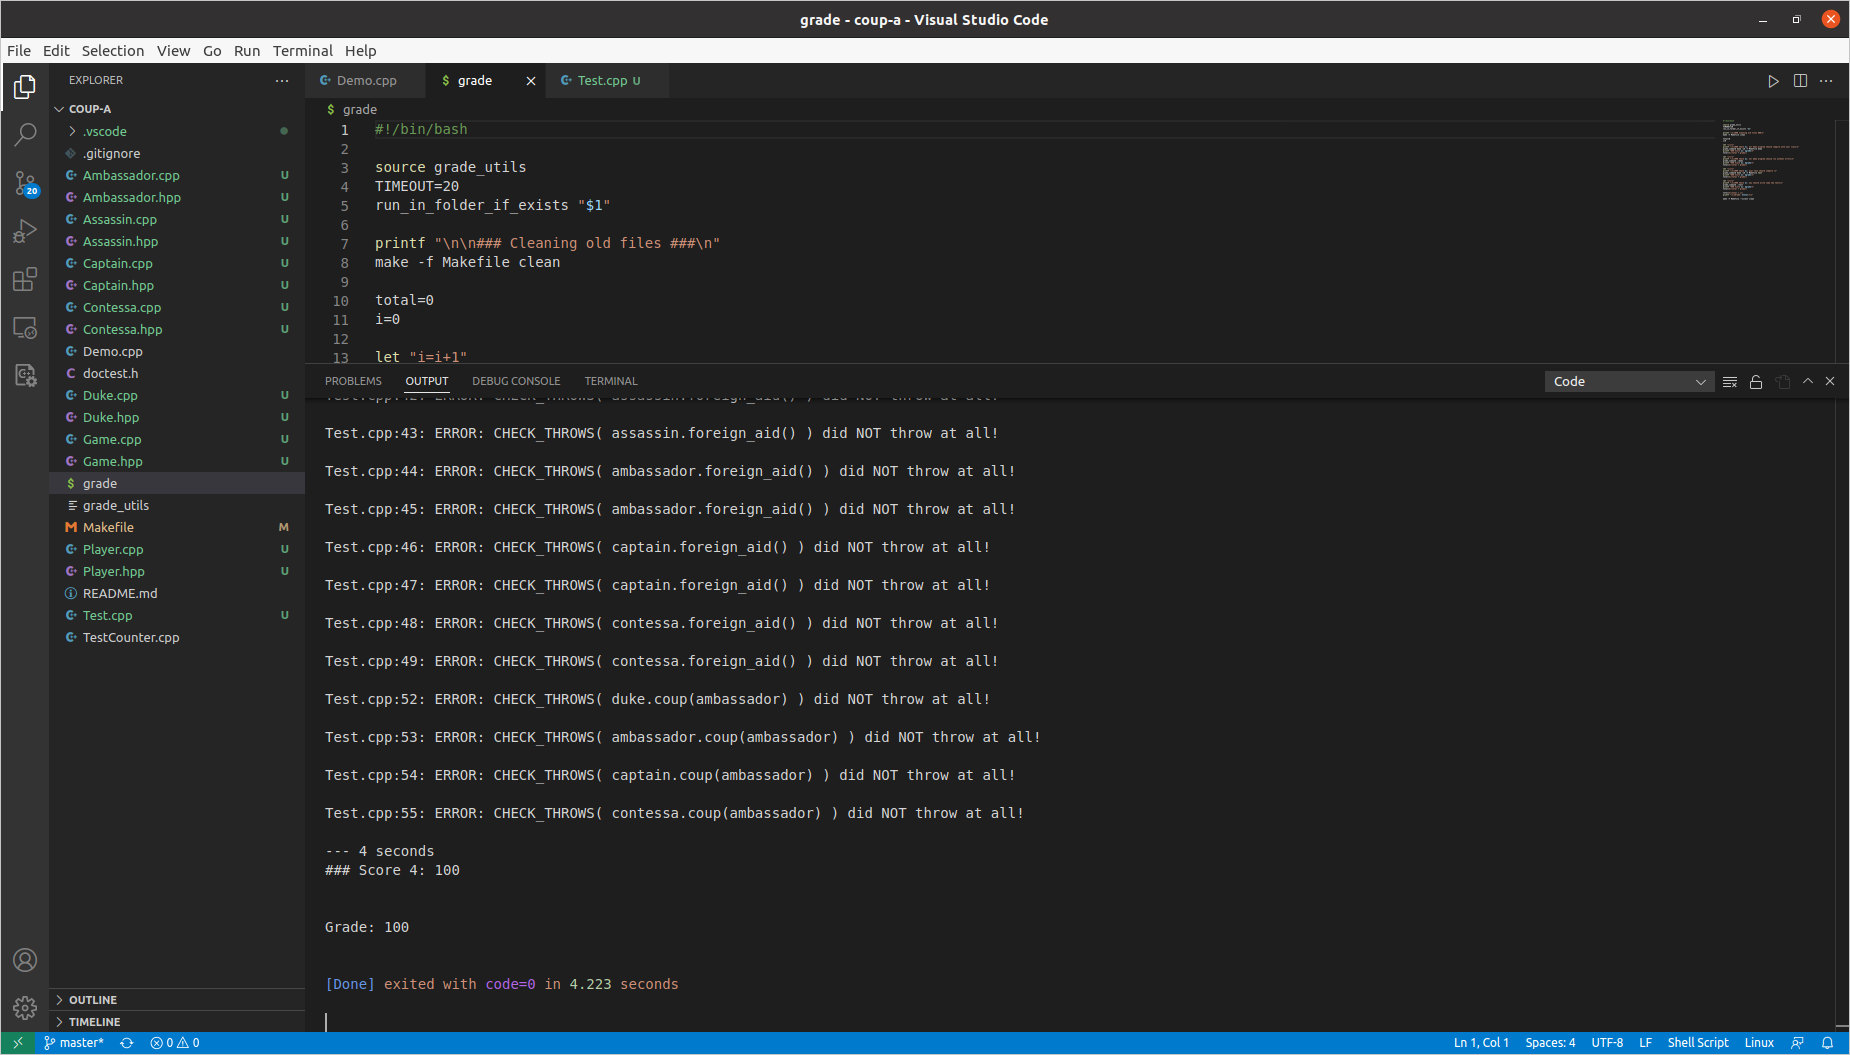 grade - coup-a - Visual Studio Code
File Edit Selection View Go Run Terminal Help
EXPLORER
COUP-A
.vscode
.gitignore
Ambassador.cpp U
Ambassador.hpp U
Assassin.cpp U
Assassin.hpp U
Captain.cpp U
Captain.hpp U
Contessa.cpp U
Contessa.hpp U
Demo.cpp
doctest.h
Duke.cpp U
Duke.hpp U
Game.cpp U
Game.hpp U
grade
grade_utils
Makefile M
Player.cpp U
Player.hpp U
README.md
Test.cpp U
TestCounter.cpp
OUTLINE
TIMELINE
20
Demo.cpp
$ grade
Test.cpp U
$ grade
1 #!/bin/bash
2
3 source grade_utils
4 TIMEOUT=20
5 run_in_folder_if_exists "$1"
6
7 printf "\n\n### Cleaning old files ###\n"
8 make -f Makefile clean
9
10 total=0
11 i=0
12
13 let "i=i+1"
PROBLEMS OUTPUT DEBUG CONSOLE TERMINAL
Code
Test.cpp:42: ERROR: CHECK_THROWS( assassin.foreign_aid() ) did NOT throw at all!
Test.cpp:43: ERROR: CHECK_THROWS( assassin.foreign_aid() ) did NOT throw at all!
Test.cpp:44: ERROR: CHECK_THROWS( ambassador.foreign_aid() ) did NOT throw at all!
Test.cpp:45: ERROR: CHECK_THROWS( ambassador.foreign_aid() ) did NOT throw at all!
Test.cpp:46: ERROR: CHECK_THROWS( captain.foreign_aid() ) did NOT throw at all!
Test.cpp:47: ERROR: CHECK_THROWS( captain.foreign_aid() ) did NOT throw at all!
Test.cpp:48: ERROR: CHECK_THROWS( contessa.foreign_aid() ) did NOT throw at all!
Test.cpp:49: ERROR: CHECK_THROWS( contessa.foreign_aid() ) did NOT throw at all!
Test.cpp:52: ERROR: CHECK_THROWS( duke.coup(ambassador) ) did NOT throw at all!
Test.cpp:53: ERROR: CHECK_THROWS( ambassador.coup(ambassador) ) did NOT throw at all!
Test.cpp:54: ERROR: CHECK_THROWS( captain.coup(ambassador) ) did NOT throw at all!
Test.cpp:55: ERROR: CHECK_THROWS( contessa.coup(ambassador) ) did NOT throw at all!
--- 4 seconds
### Score 4: 100
Grade: 100
[Done] exited with code=0 in 4.223 seconds
master* 0 0
Ln 1, Col 1 Spaces: 4 UTF-8 LF Shell Script Linux